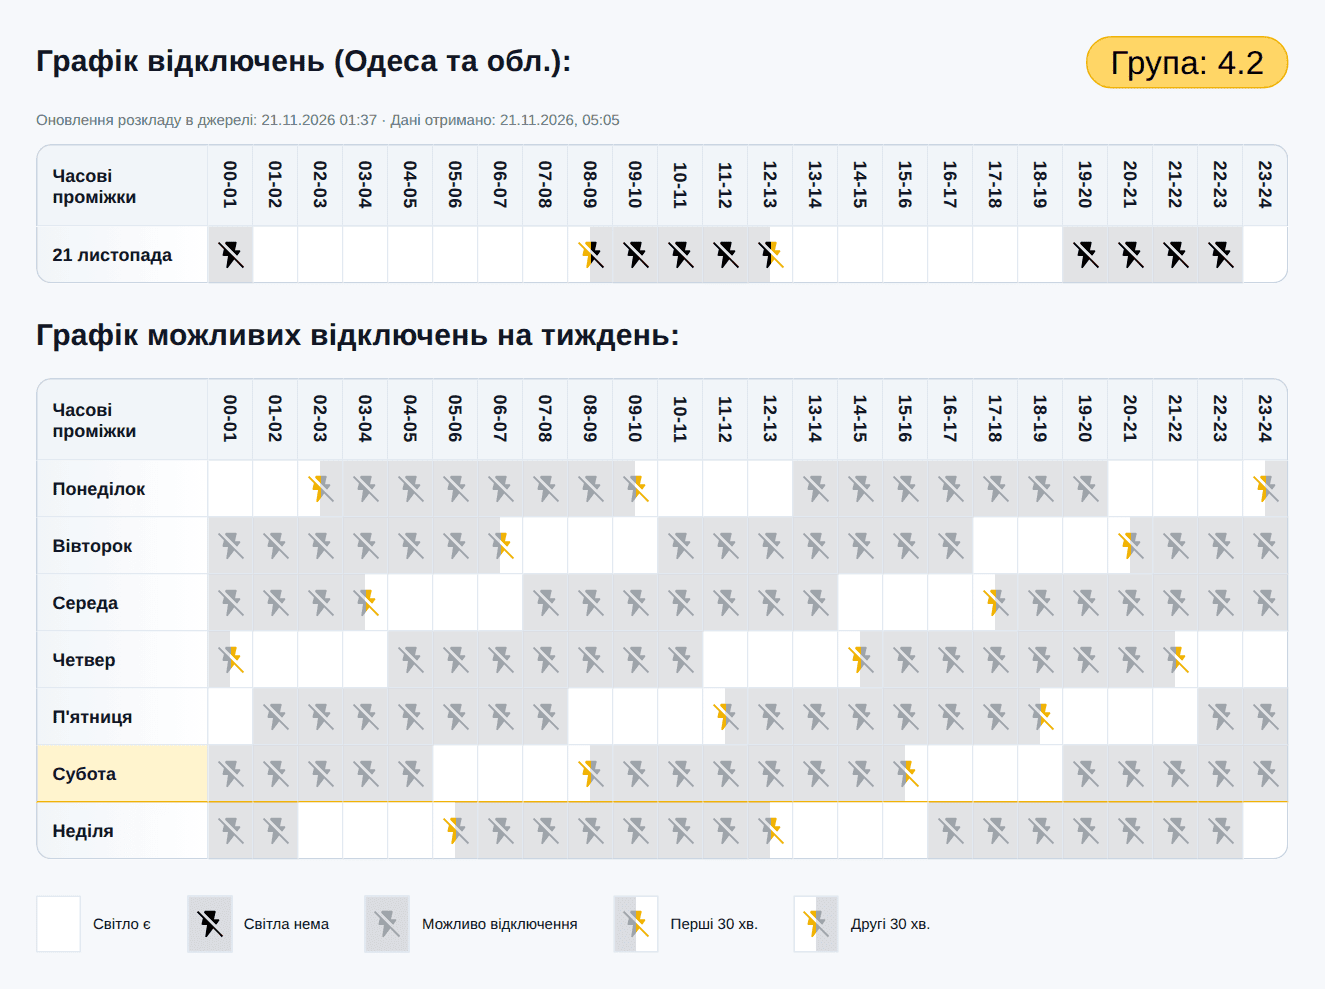 Графік відключень (Одеса та обл.):
Група: 4.2
Оновлення розкладу в джерелі: 21.11.2026 01:37 · Дані отримано: 21.11.2026, 05:05
Часові проміжки 00-01 01-02 02-03 03-04 04-05 05-06 06-07 07-08 08-09 09-10 10-11 11-12 12-13 13-14 14-15 15-16 16-17 17-18 18-19 19-20 20-21 21-22 22-23 23-24
21 листопада
Графік можливих відключень на тиждень:
Часові проміжки 00-01 01-02 02-03 03-04 04-05 05-06 06-07 07-08 08-09 09-10 10-11 11-12 12-13 13-14 14-15 15-16 16-17 17-18 18-19 19-20 20-21 21-22 22-23 23-24
Понеділок
Вівторок
Середа
Четвер
П'ятниця
Субота
Неділя
Світло є Світла нема Можливо відключення Перші 30 хв. Другі 30 хв.